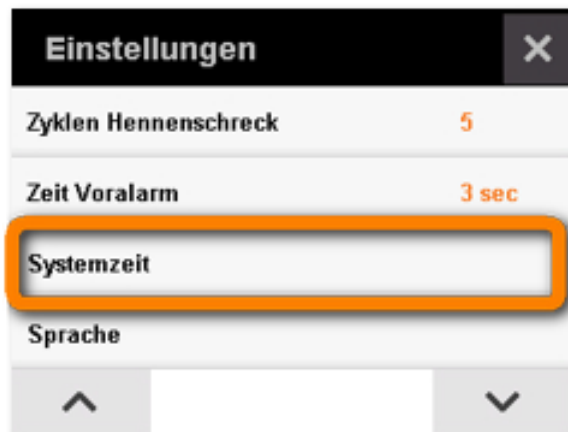 Einstellungen
Zyklen Hennenschreck 5
Zeit Voralarm 3 sec
Systemzeit
Sprache